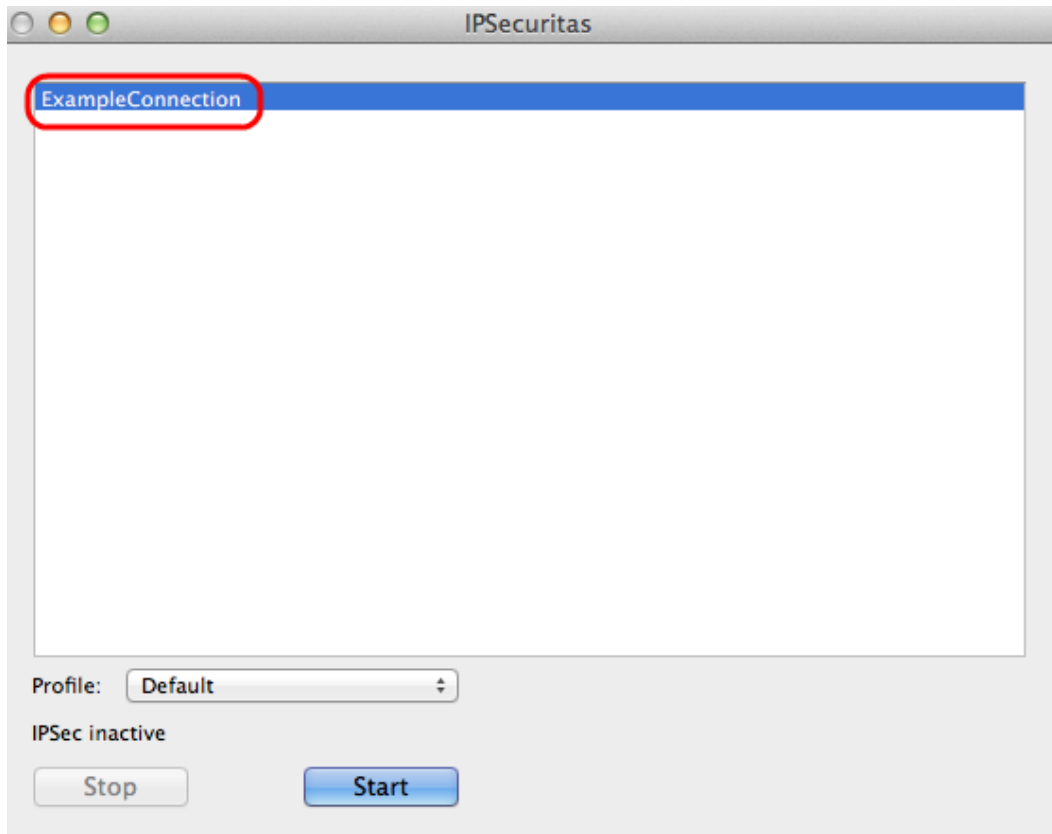 IPSecuritas
ExampleConnection
Profile: Default
IPSec inactive
Stop Start